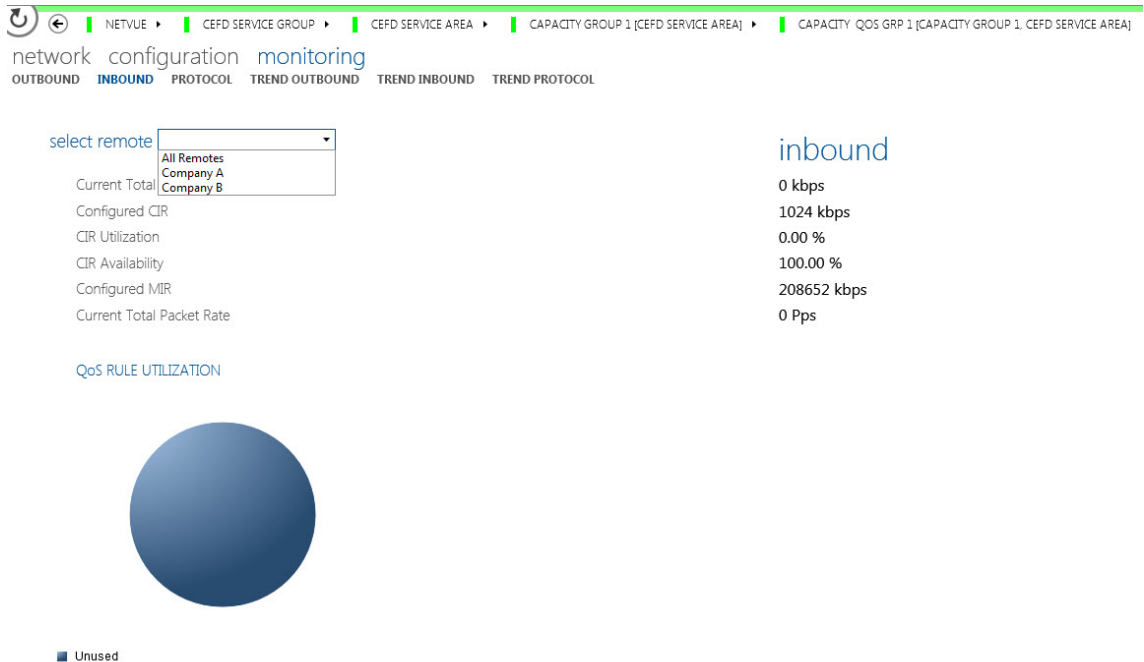 NETVUE CEFD SERVICE GROUP CEFD SERVICE AREA CAPACITY GROUP 1 [CEFD SERVICE AREA] CAPACITY QOS GRP 1 [CAPACITY GROUP 1, CEFD SERVICE AREA]
network configuration monitoring
OUTBOUND INBOUND PROTOCOL TREND OUTBOUND TREND INBOUND TREND PROTOCOL
select remote
All Remotes
Company A
Company B
inbound
Current Total 0 kbps
Configured CIR 1024 kbps
CIR Utilization 0.00 %
CIR Availability 100.00 %
Configured MIR 208652 kbps
Current Total Packet Rate 0 Pps
QoS RULE UTILIZATION
Unused